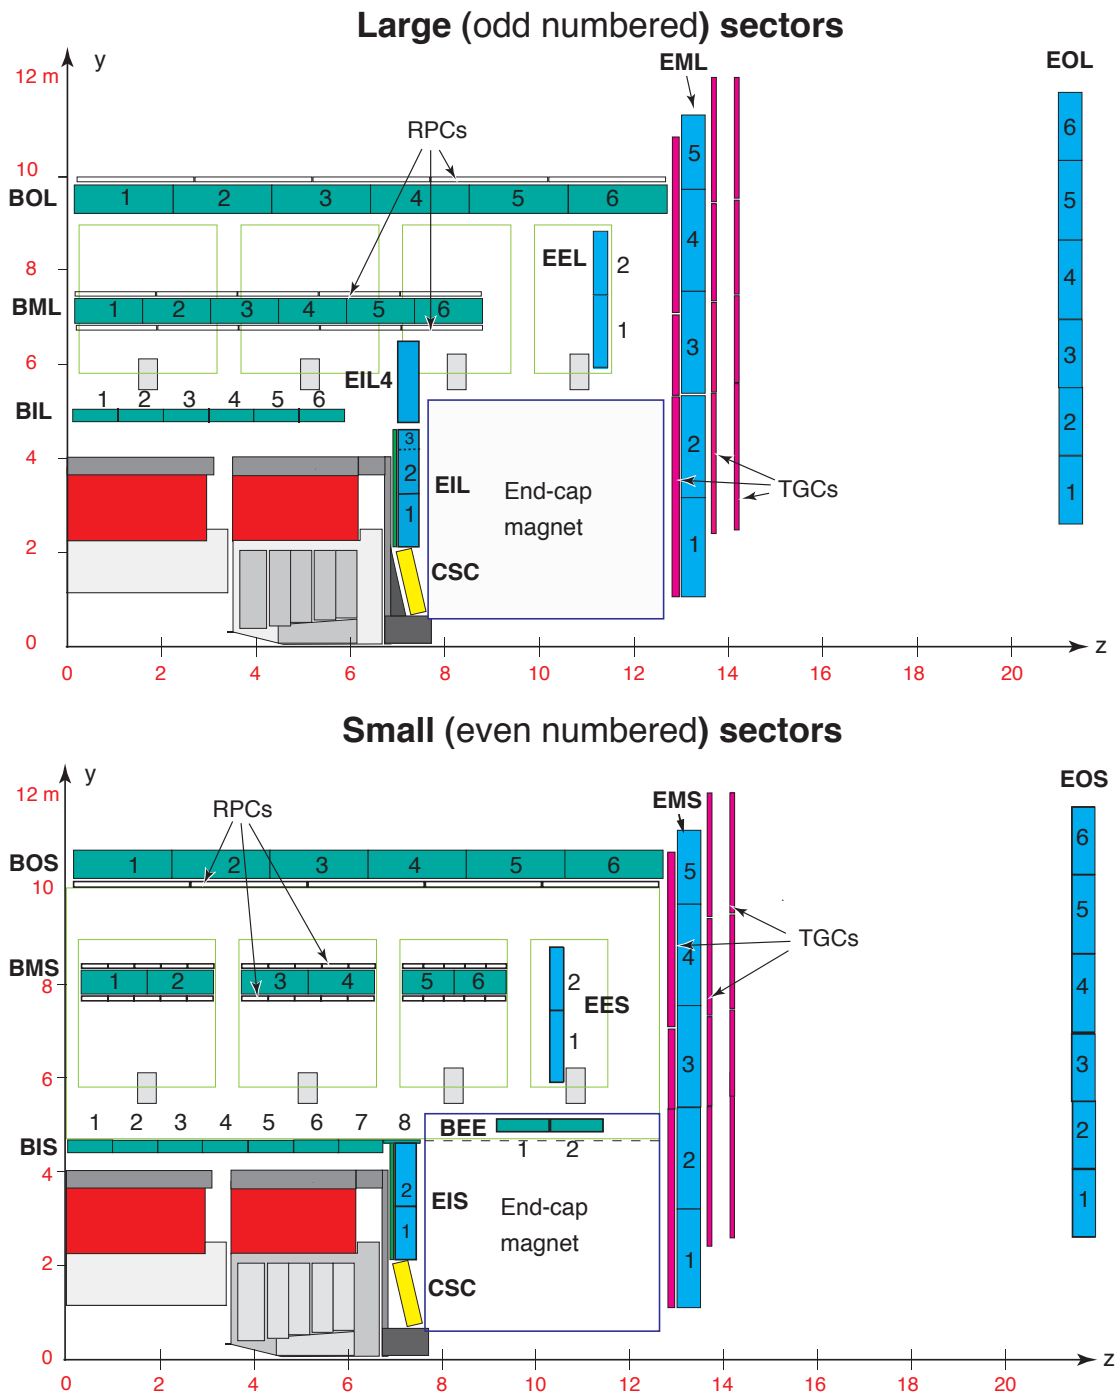 Large (odd numbered) sectors
y
EML
EOL
12 m
RPCs
6
5
10
BOL
1 2 3 4 5 6
5
4
EEL
2
8
4
BML
1 2 3 4 5 6
1
3
3
6
EIL4
1 2 3 4 5 6
BIL
2
3
4
2
2
EIL
End-cap
magnet
TGCs
1
1
2
CSC
1
0
z
0 2 4 6 8 10 12 14 16 18 20
Small (even numbered) sectors
y
EOS
12 m
EMS
RPCs
6
BOS
1 2 3 4 5 6
5
10
5
TGCs
4
BMS
1 2 3 4 5 6
2
4
8
EES
1
3
3
6
1 2 3 4 5 6 7 8
BEE
2
BIS
1 2
2
4
2
EIS
End-cap
magnet
1
1
2
1
CSC
0
z
0 2 4 6 8 10 12 14 16 18 20